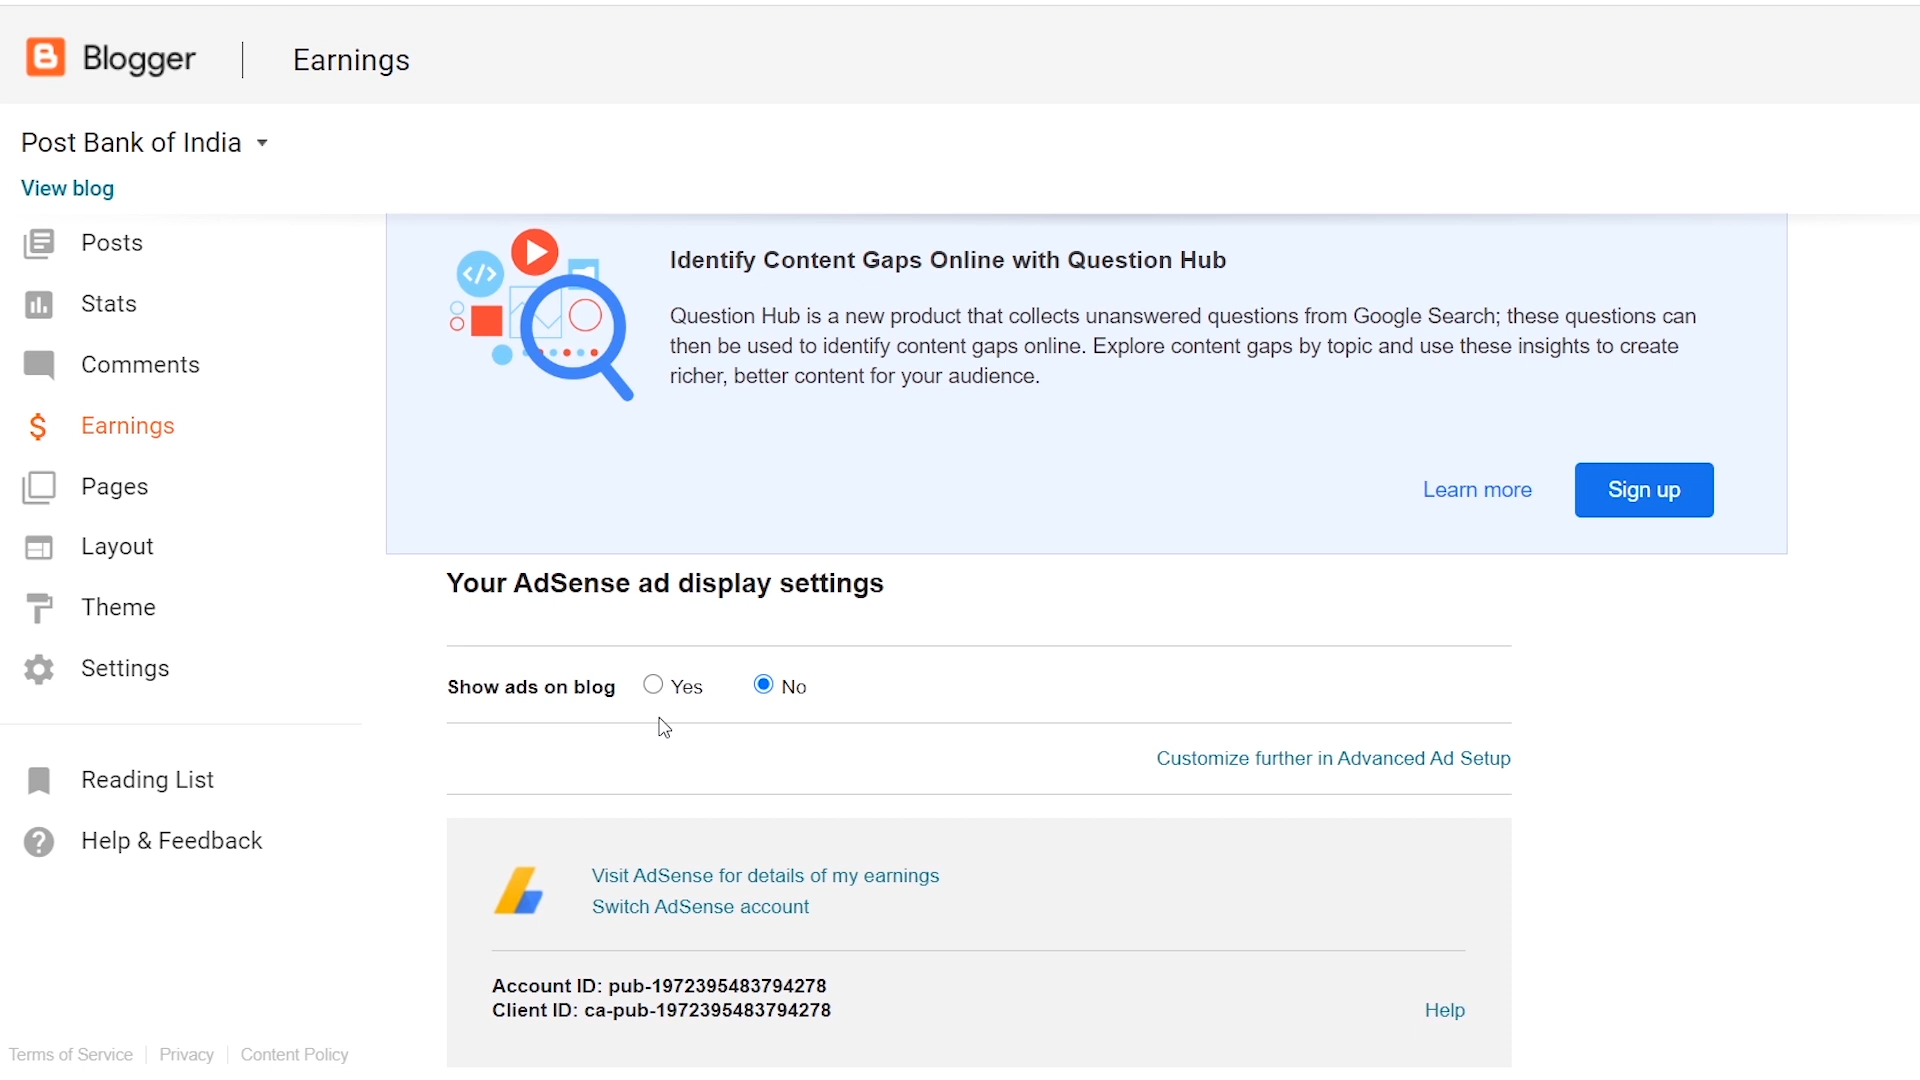 Blogger
Earnings
Post Bank of India
View blog
Posts
Stats
Comments
Earnings
Pages
Layout
Theme
Settings
Reading List
Help & Feedback
Terms of Service
Privacy
Content Policy
Identify Content Gaps Online with Question Hub
Question Hub is a new product that collects unanswered questions from Google Search; these questions can
then be used to identify content gaps online. Explore content gaps by topic and use these insights to create
richer, better content for your audience.
Learn more
Sign up
Your AdSense ad display settings
Show ads on blog Yes No
Customize further in Advanced Ad Setup
Visit AdSense for details of my earnings
Switch AdSense account
Account ID: pub-1972395483794278
Client ID: ca-pub-1972395483794278
Help